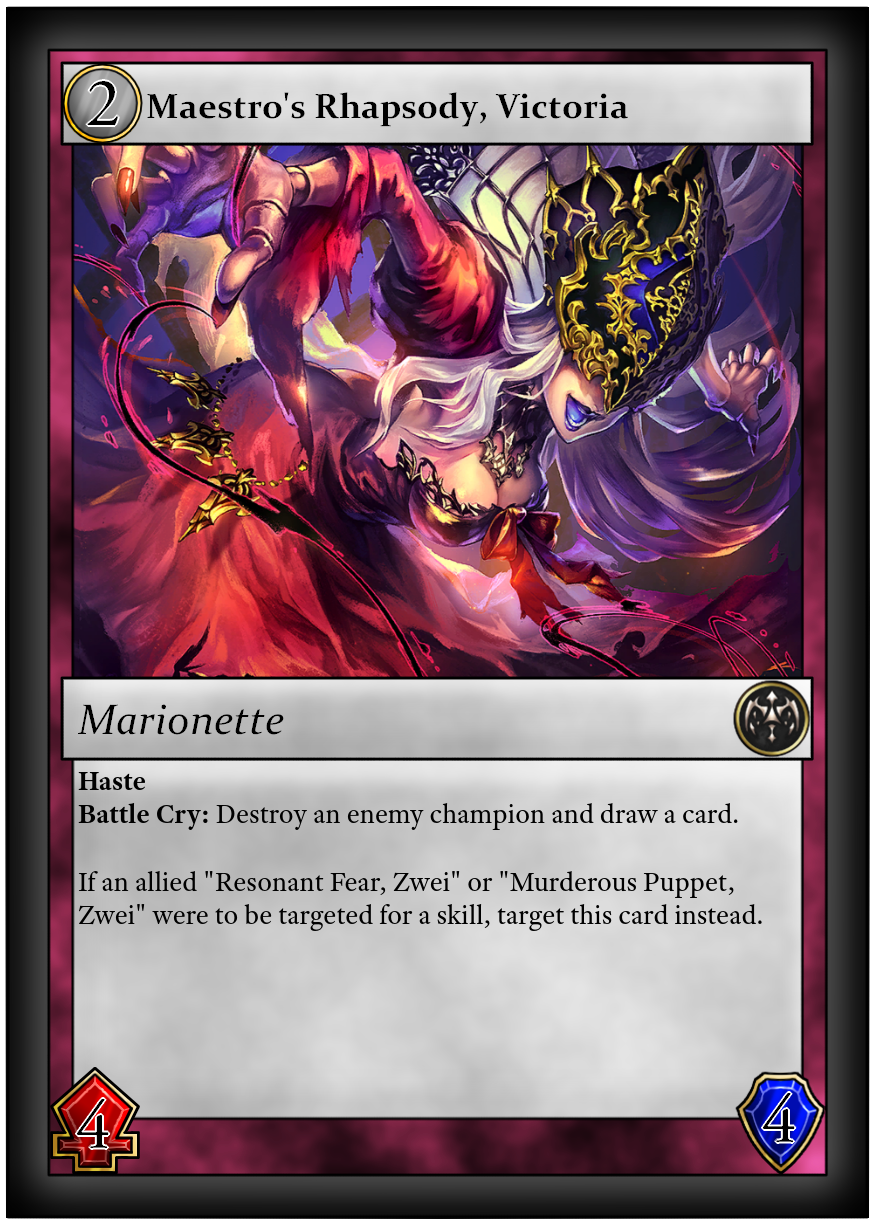 2
Maestro's Rhapsody, Victoria
Marionette
Haste
Battle Cry: Destroy an enemy champion and draw a card.
If an allied "Resonant Fear, Zwei" or "Murderous Puppet,
Zwei" were to be targeted for a skill, target this card instead.
4
4